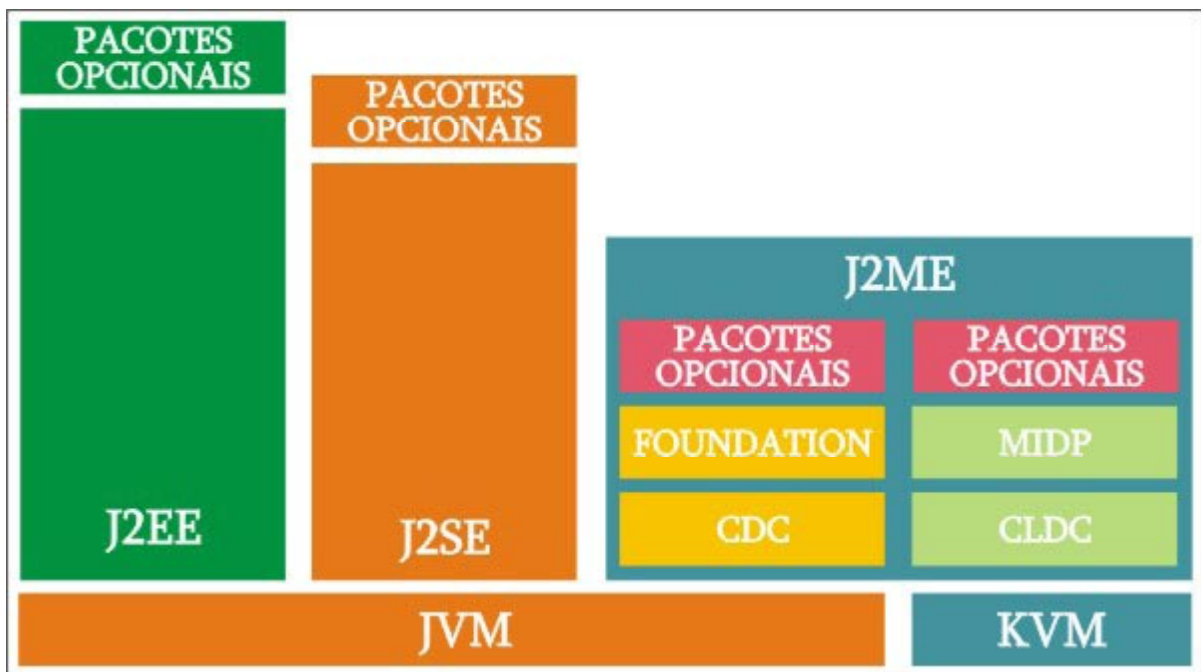 PACOTES
OPCIONAIS
J2EE
PACOTES
OPCIONAIS
J2SE
J2ME
PACOTES
OPCIONAIS
FOUNDATION
CDC
PACOTES
OPCIONAIS
MIDP
CLDC
JVM
KVM